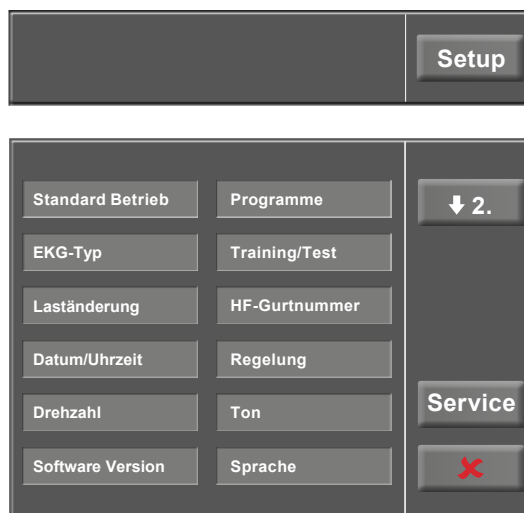 Setup
Standard Betrieb
Programme
⬇ 2.
EKG-Typ
Training/Test
Laständerung
HF-Gurtnummer
Datum/Uhrzeit
Regelung
Drehzahl
Ton
Service
Software Version
Sprache